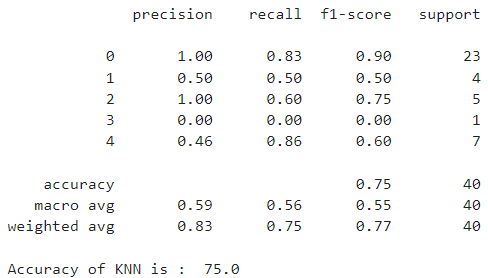 precision recall f1-score support
0 1.00 0.83 0.90 23
1 0.50 0.50 0.50 4
2 1.00 0.60 0.75 5
3 0.00 0.00 0.00 1
4 0.46 0.86 0.60 7
accuracy 0.75 40
macro avg 0.59 0.56 0.55 40
weighted avg 0.83 0.75 0.77 40
Accuracy of KNN is : 75.0